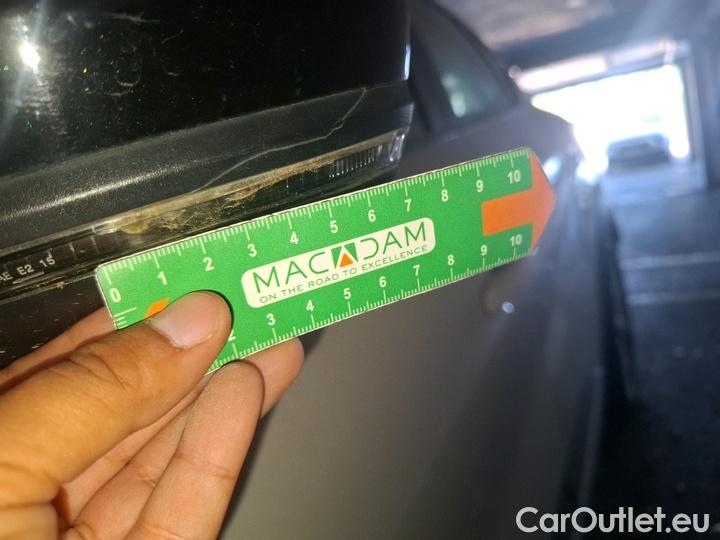 AE E2 15
0 1 2 3 4 5 6 7 8 9 10
MACADAM
ON THE ROAD TO EXCELLENCE
2 3 4 5 6 7 8 9 10
CarOutlet.eu